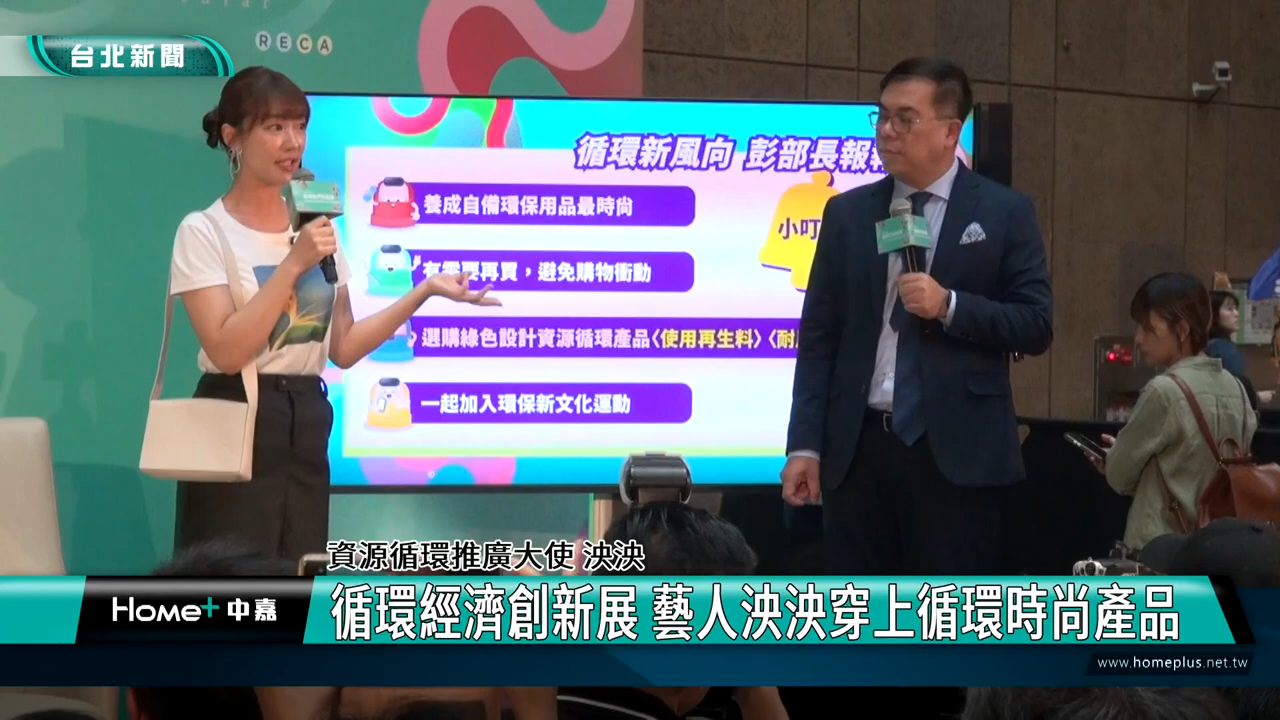 RECA
台北新聞
循環新風向 彭部長報報
養成自備環保用品最時尚
有需要再買，避免購物衝動
選購綠色設計資源循環產品〈使用再生料〉〈耐
一起加入環保新文化運動
小叮
資源循環推廣大使 泱泱
Home+中嘉
循環經濟創新展 藝人泱泱穿上循環時尚產品
www.homeplus.net.tw